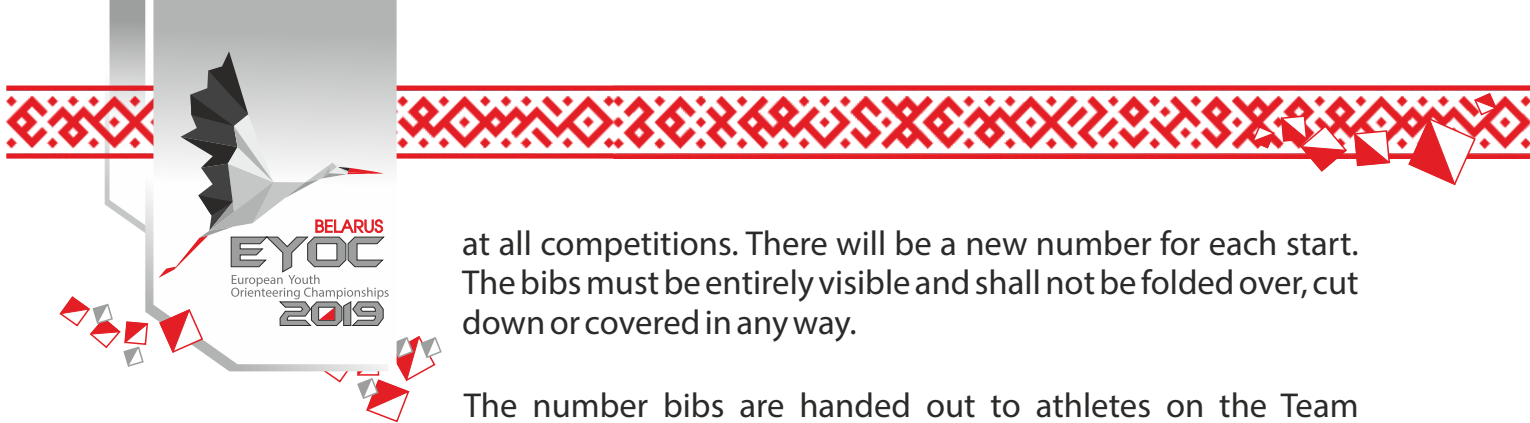 BELARUS
EYOC
European Youth
Orienteering Championships
2019
at all competitions. There will be a new number for each start.
The bibs must be entirely visible and shall not be folded over, cut
down or covered in any way.
The number bibs are handed out to athletes on the Team